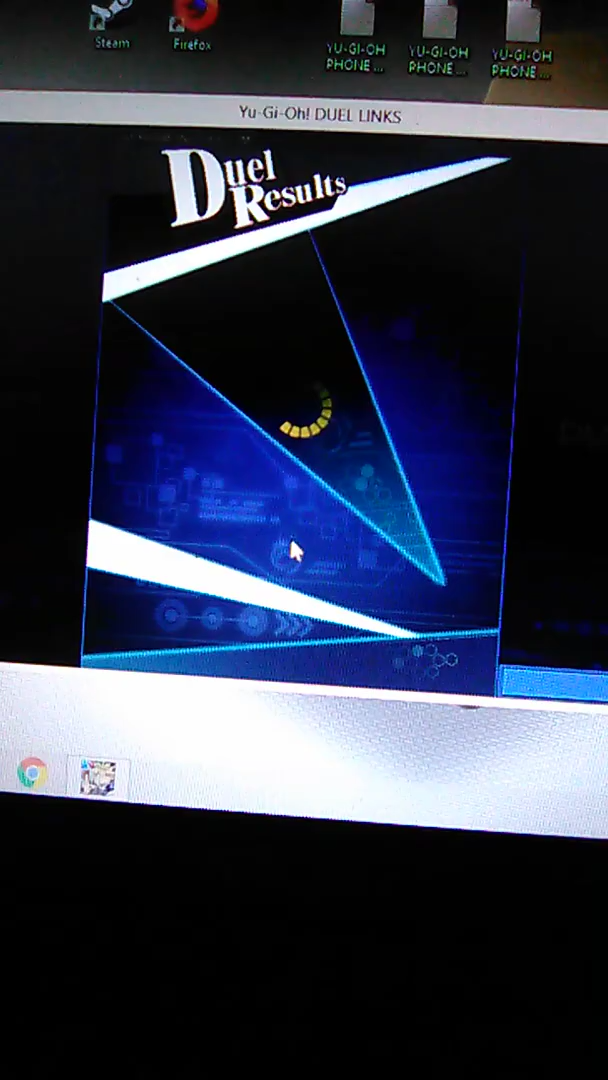 Steam
Firefox
YU-GI-OH
PHONE ...
YU-GI-OH
PHONE ...
YU-GI-OH
PHONE ...
Yu-Gi-Oh! DUEL LINKS
Duel
Results